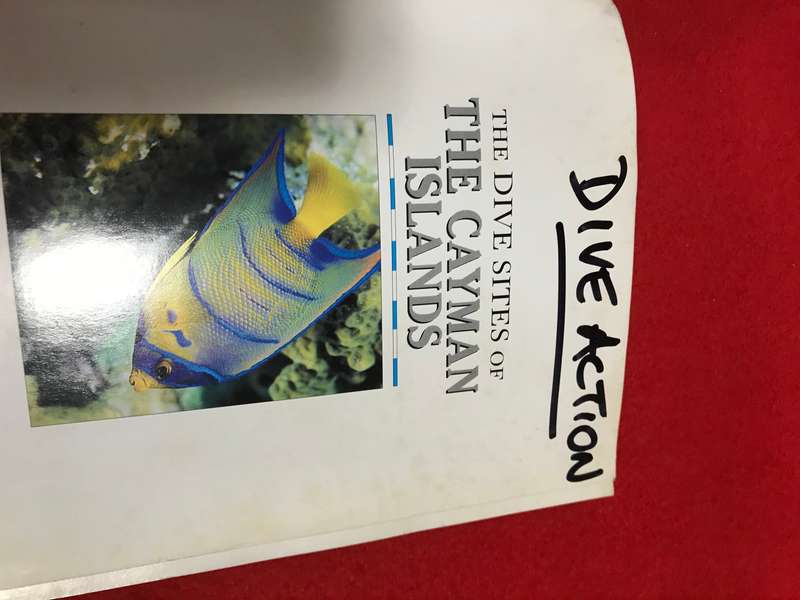 DIVE ACTION
THE DIVE SITES OF
THE CAYMAN
ISLANDS